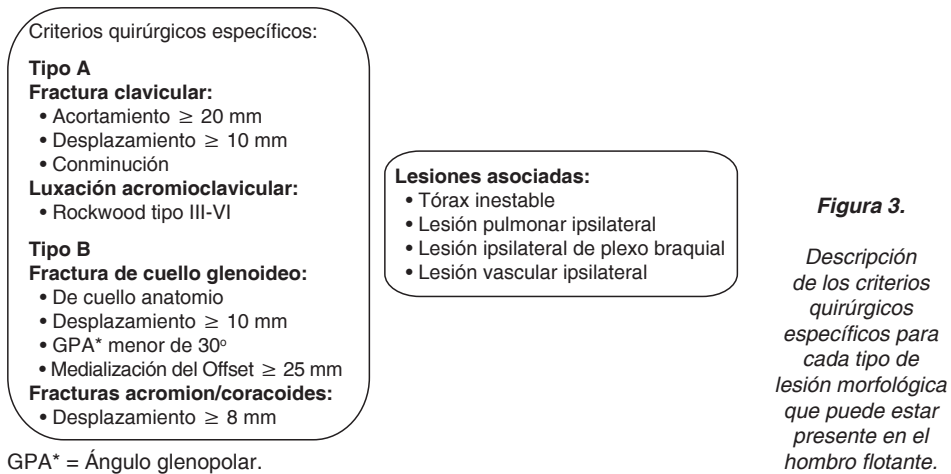 Criterios quirúrgicos específicos:
Tipo A
Fractura clavicular:
• Acortamiento ≥ 20 mm
• Desplazamiento ≥ 10 mm
• Conminución
Luxación acromioclavicular:
• Rockwood tipo III-VI
Tipo B
Fractura de cuello glenoideo:
• De cuello anatomio
• Desplazamiento ≥ 10 mm
• GPA* menor de 30º
• Medialización del Offset ≥ 25 mm
Fracturas acromion/coracoides:
• Desplazamiento ≥ 8 mm
GPA* = Ángulo glenopolar.
Lesiones asociadas:
• Tórax inestable
• Lesión pulmonar ipsilateral
• Lesión ipsilateral de plexo braquial
• Lesión vascular ipsilateral
Figura 3.
Descripción
de los criterios
quirúrgicos
específicos para
cada tipo de
lesión morfológica
que puede estar
presente en el
hombro flotante.